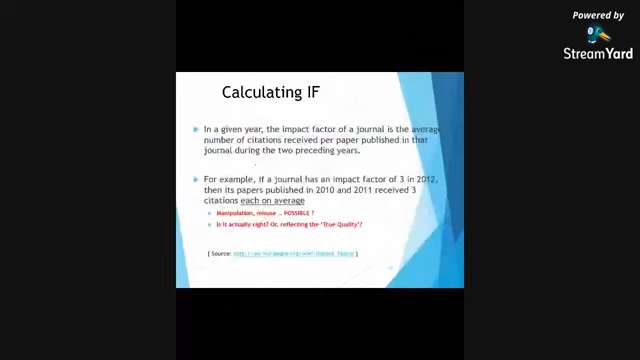 Powered by
StreamYard
Calculating IF
In a given year, the impact factor of a journal is the average
number of citations received per paper published in that
journal during the two preceding years.
For example, if a journal has an impact factor of 3 in 2012,
then its papers published in 2010 and 2011 received 3
citations each on average
Manipulation, misuse .. POSSIBLE ?
Is it actually right? Or, reflecting the "True Quality"?
[ Source: ]